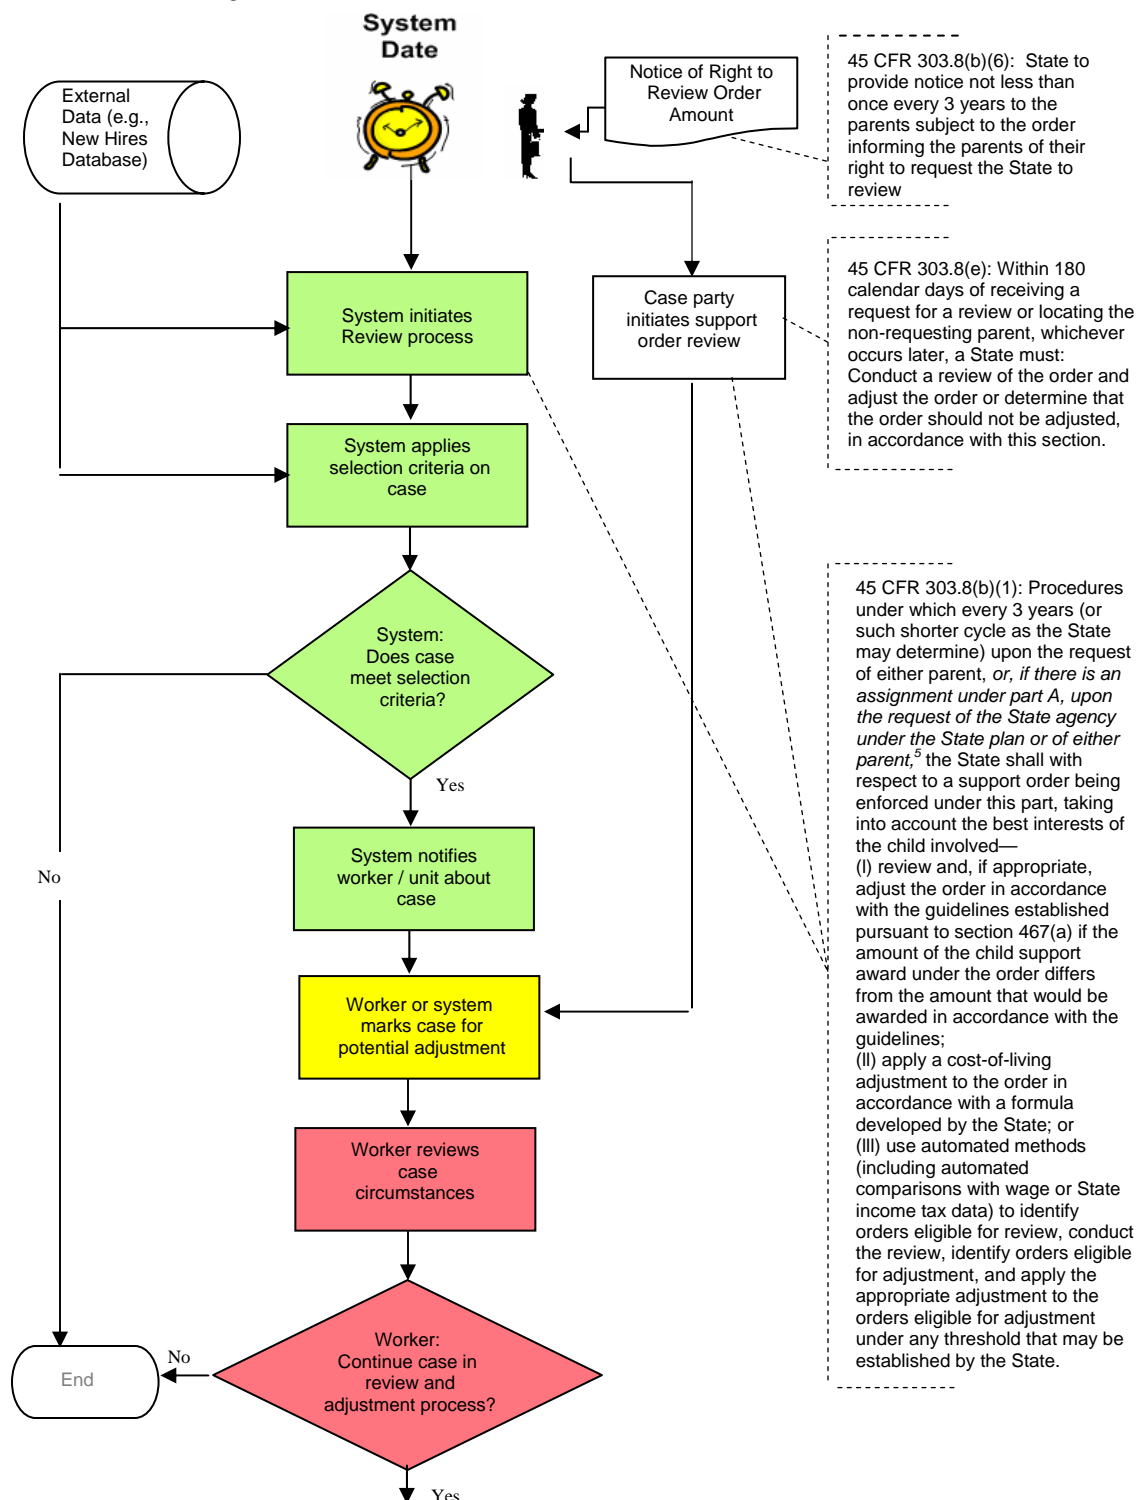 System
Date
External
Data (e.g.,
New Hires
Database)
Notice of Right to
Review Order
Amount
45 CFR 303.8(b)(6):  State to
provide notice not less than
once every 3 years to the
parents subject to the order
informing the parents of their
right to request the State to
review
System initiates
Review process
Case party
initiates support
order review
45 CFR 303.8(e): Within 180
calendar days of receiving a
request for a review or locating the
non-requesting parent, whichever
occurs later, a State must:
Conduct a review of the order and
adjust the order or determine that
the order should not be adjusted,
in accordance with this section.
System applies
selection criteria on
case
System:
Does case
meet selection
criteria?
Yes
No
System notifies
worker / unit about
case
Worker or system
marks case for
potential adjustment
Worker reviews
case
circumstances
Worker:
Continue case in
review and
adjustment process?
No
End
Yes
45 CFR 303.8(b)(1): Procedures
under which every 3 years (or
such shorter cycle as the State
may determine) upon the request
of either parent, or, if there is an
assignment under part A, upon
the request of the State agency
under the State plan or of either
parent,5 the State shall with
respect to a support order being
enforced under this part, taking
into account the best interests of
the child involved—
(I) review and, if appropriate,
adjust the order in accordance
with the guidelines established
pursuant to section 467(a) if the
amount of the child support
award under the order differs
from the amount that would be
awarded in accordance with the
guidelines;
(II) apply a cost-of-living
adjustment to the order in
accordance with a formula
developed by the State; or
(III) use automated methods
(including automated
comparisons with wage or State
income tax data) to identify
orders eligible for review, conduct
the review, identify orders eligible
for adjustment, and apply the
appropriate adjustment to the
orders eligible for adjustment
under any threshold that may be
established by the State.